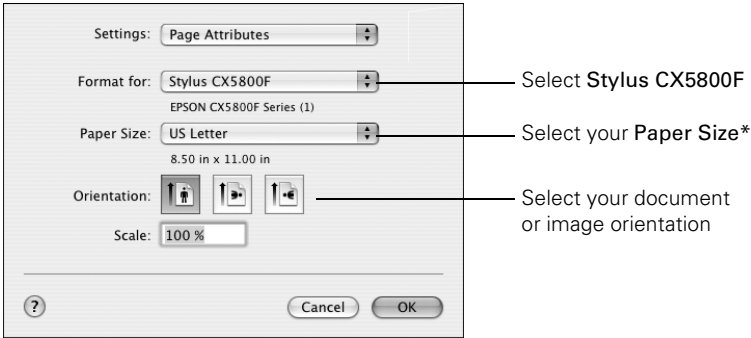 Settings: Page Attributes
Format for: Stylus CX5800F
Select Stylus CX5800F
EPSON CX5800F Series (1)
Paper Size: US Letter
Select your Paper Size*
8.50 in x 11.00 in
Orientation:
Select your document
or image orientation
Scale: 100 %
?
Cancel
OK